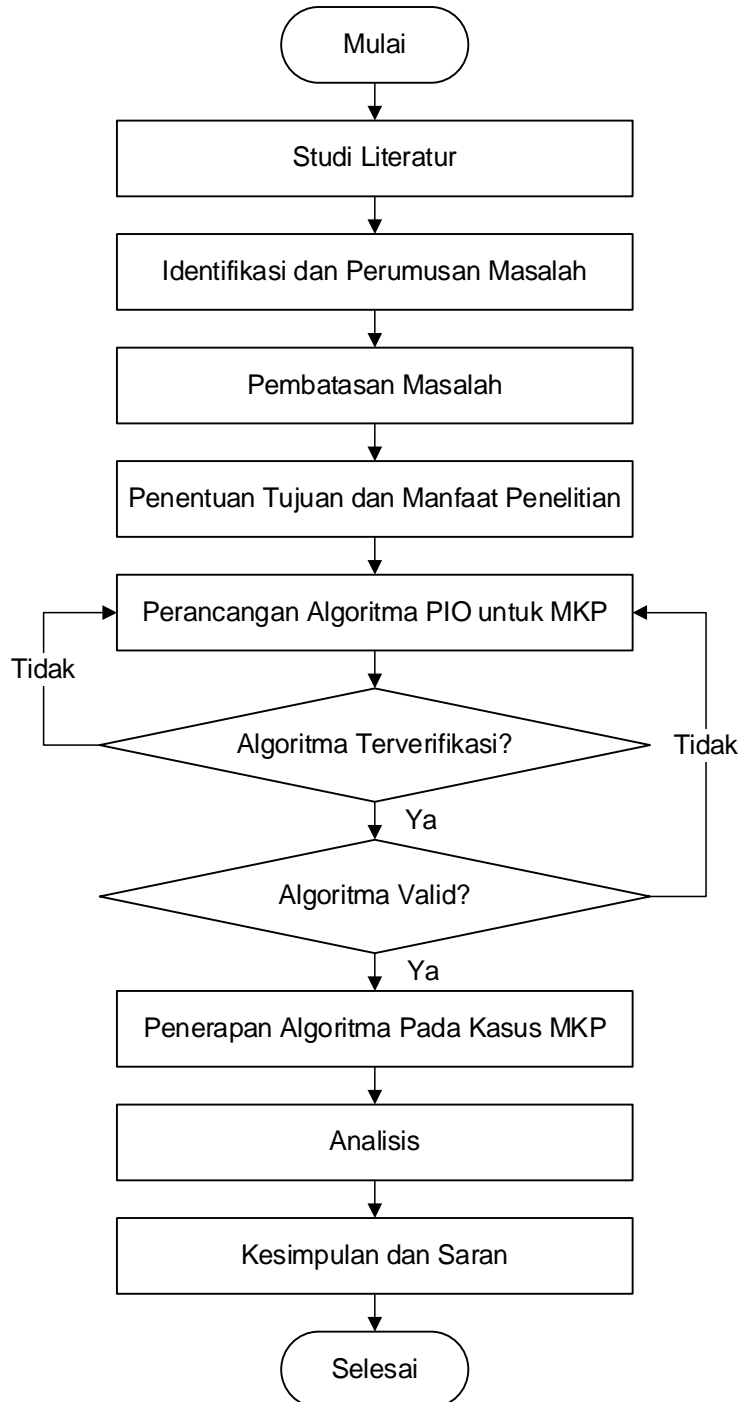 Mulai
Studi Literatur
Identifikasi dan Perumusan Masalah
Pembatasan Masalah
Penentuan Tujuan dan Manfaat Penelitian
Perancangan Algoritma PIO untuk MKP
Tidak
Algoritma Terverifikasi?
Tidak
Ya
Algoritma Valid?
Ya
Penerapan Algoritma Pada Kasus MKP
Analisis
Kesimpulan dan Saran
Selesai